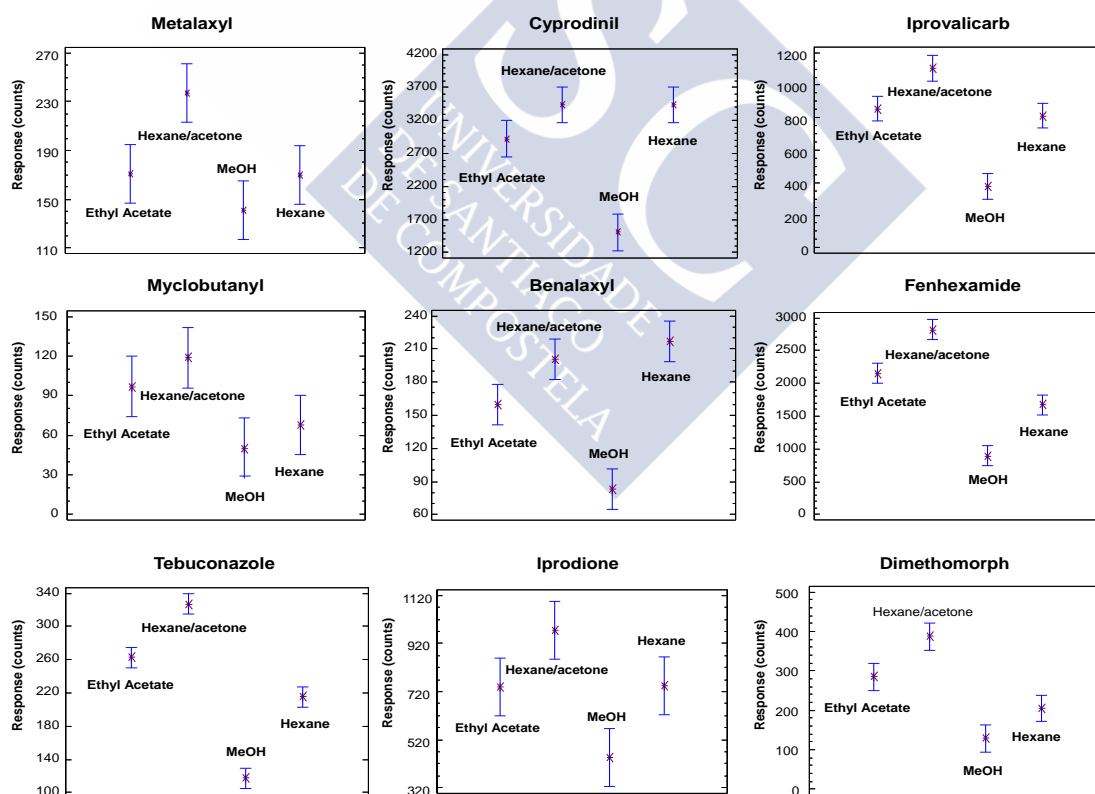 Metalaxyl
Response (counts)
270
230
190
150
110
Hexane/acetone
MeOH
Ethyl Acetate
Hexane
Cyprodinil
Response (counts)
4200
3700
3200
2700
2200
1700
1200
Hexane/acetone
Hexane
Ethyl Acetate
MeOH
Iprovalicarb
Response (counts)
1200
1000
800
600
400
200
0
Hexane/acetone
Ethyl Acetate
Hexane
MeOH
Myclobutanyl
Response (counts)
150
120
90
60
30
0
Hexane/acetone
Ethyl Acetate
Hexane
MeOH
Benalaxyl
Response (counts)
240
210
180
150
120
90
60
Hexane/acetone
Hexane
Ethyl Acetate
MeOH
Fenhexamide
Response (counts)
3000
2500
2000
1500
1000
500
0
Hexane/acetone
Ethyl Acetate
Hexane
MeOH
Tebuconazole
Response (counts)
340
300
260
220
180
140
100
Hexane/acetone
Ethyl Acetate
Hexane
MeOH
Iprodione
Response (counts)
1120
920
720
520
320
Hexane
Hexane/acetone
MeOH
Ethyl Acetate
Dimethomorph
Response (counts)
500
400
300
200
100
0
Hexane/acetone
Ethyl Acetate
Hexane
MeOH
SC
UNIVERSIDADE
DE SANTIAGO
DE COMPOSTELA